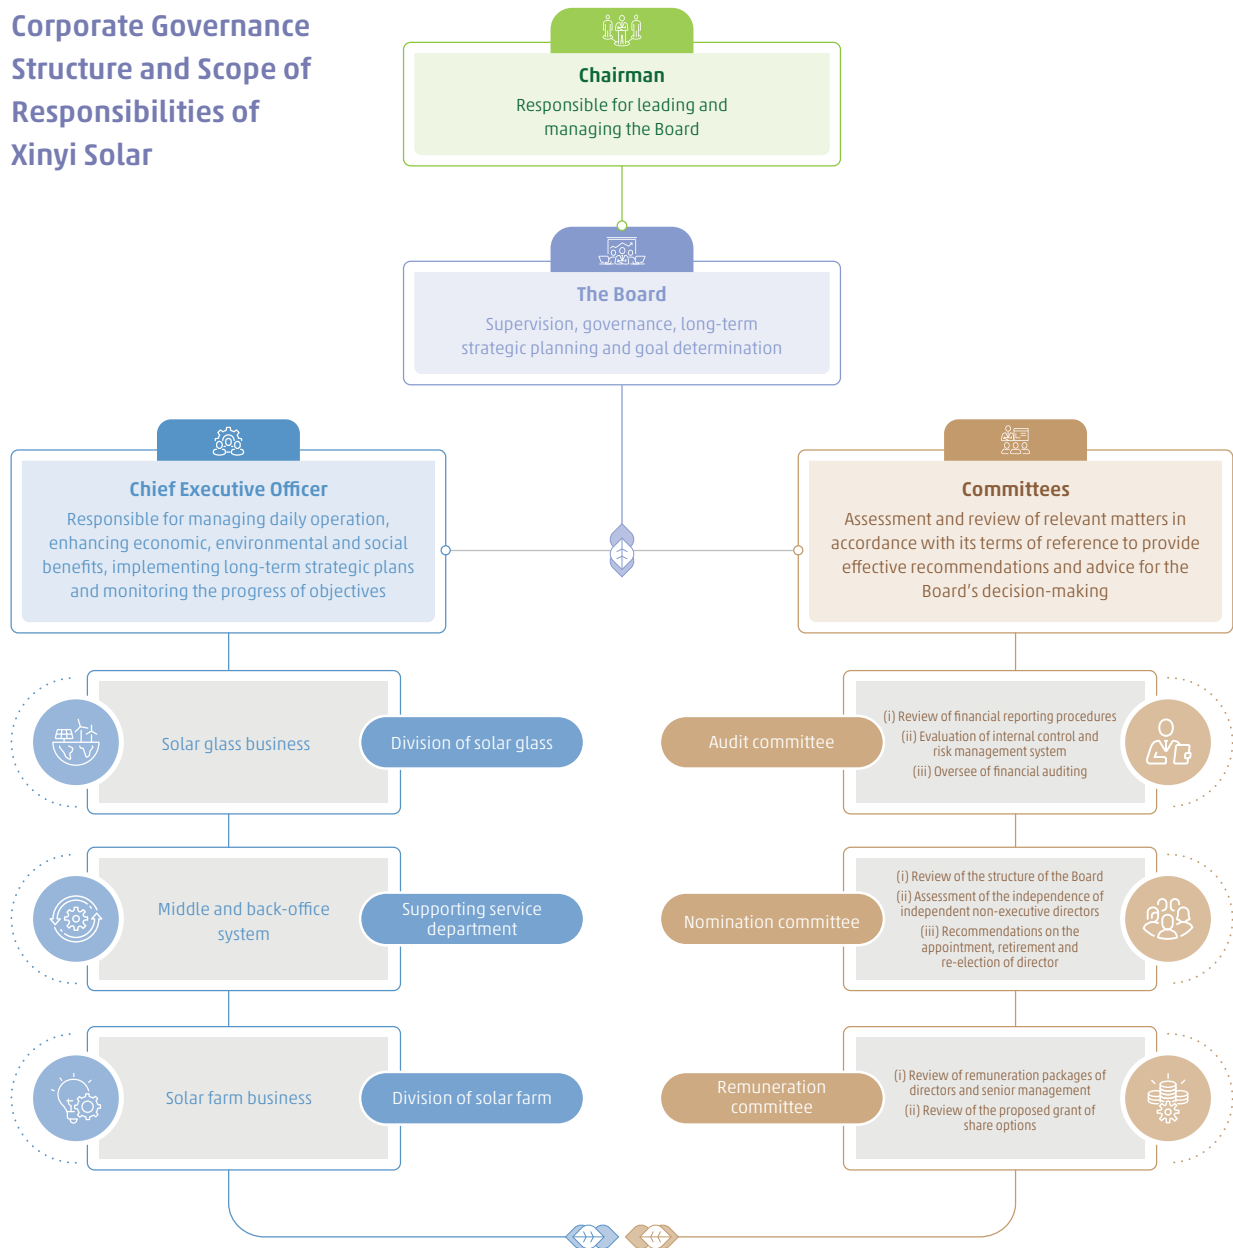 Corporate Governance
Structure and Scope of
Responsibilities of
Xinyi Solar
Chairman
Responsible for leading and
managing the Board
The Board
Supervision, governance, long-term
strategic planning and goal determination
Chief Executive Officer
Responsible for managing daily operation,
enhancing economic, environmental and social
benefits, implementing long-term strategic plans
and monitoring the progress of objectives
Committees
Assessment and review of relevant matters in
accordance with its terms of reference to provide
effective recommendations and advice for the
Board's decision-making
Solar glass business
Division of solar glass
Audit committee
(i) Review of financial reporting procedures
(ii) Evaluation of internal control and
risk management system
(iii) Oversee of financial auditing
Middle and back-office
system
Supporting service
department
Nomination committee
(i) Review of the structure of the Board
(ii) Assessment of the independence of
independent non-executive directors
(iii) Recommendations on the
appointment, retirement and
re-election of director
Solar farm business
Division of solar farm
Remuneration
committee
(i) Review of remuneration packages of
directors and senior management
(ii) Review of the proposed grant of
share options